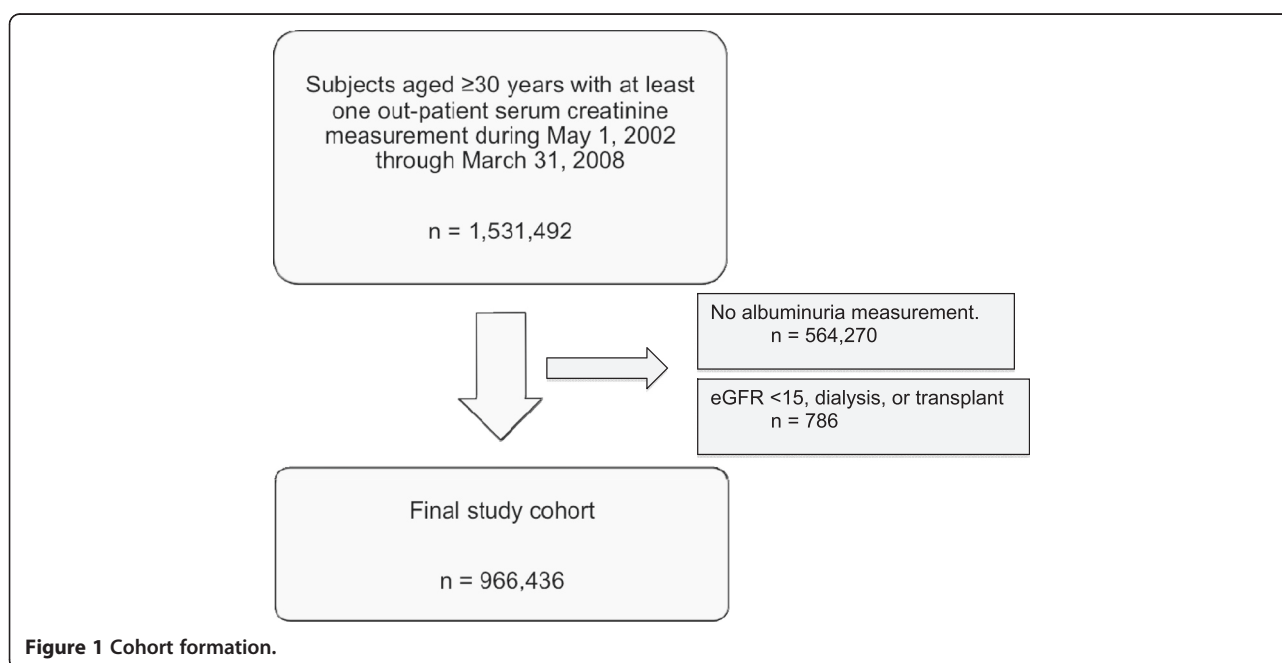 Subjects aged ≥30 years with at least
one out-patient serum creatinine
measurement during May 1, 2002
through March 31, 2008
n = 1,531,492
No albuminuria measurement.
n = 564,270
eGFR <15, dialysis, or transplant
n = 786
Final study cohort
n = 966,436
Figure 1 Cohort formation.